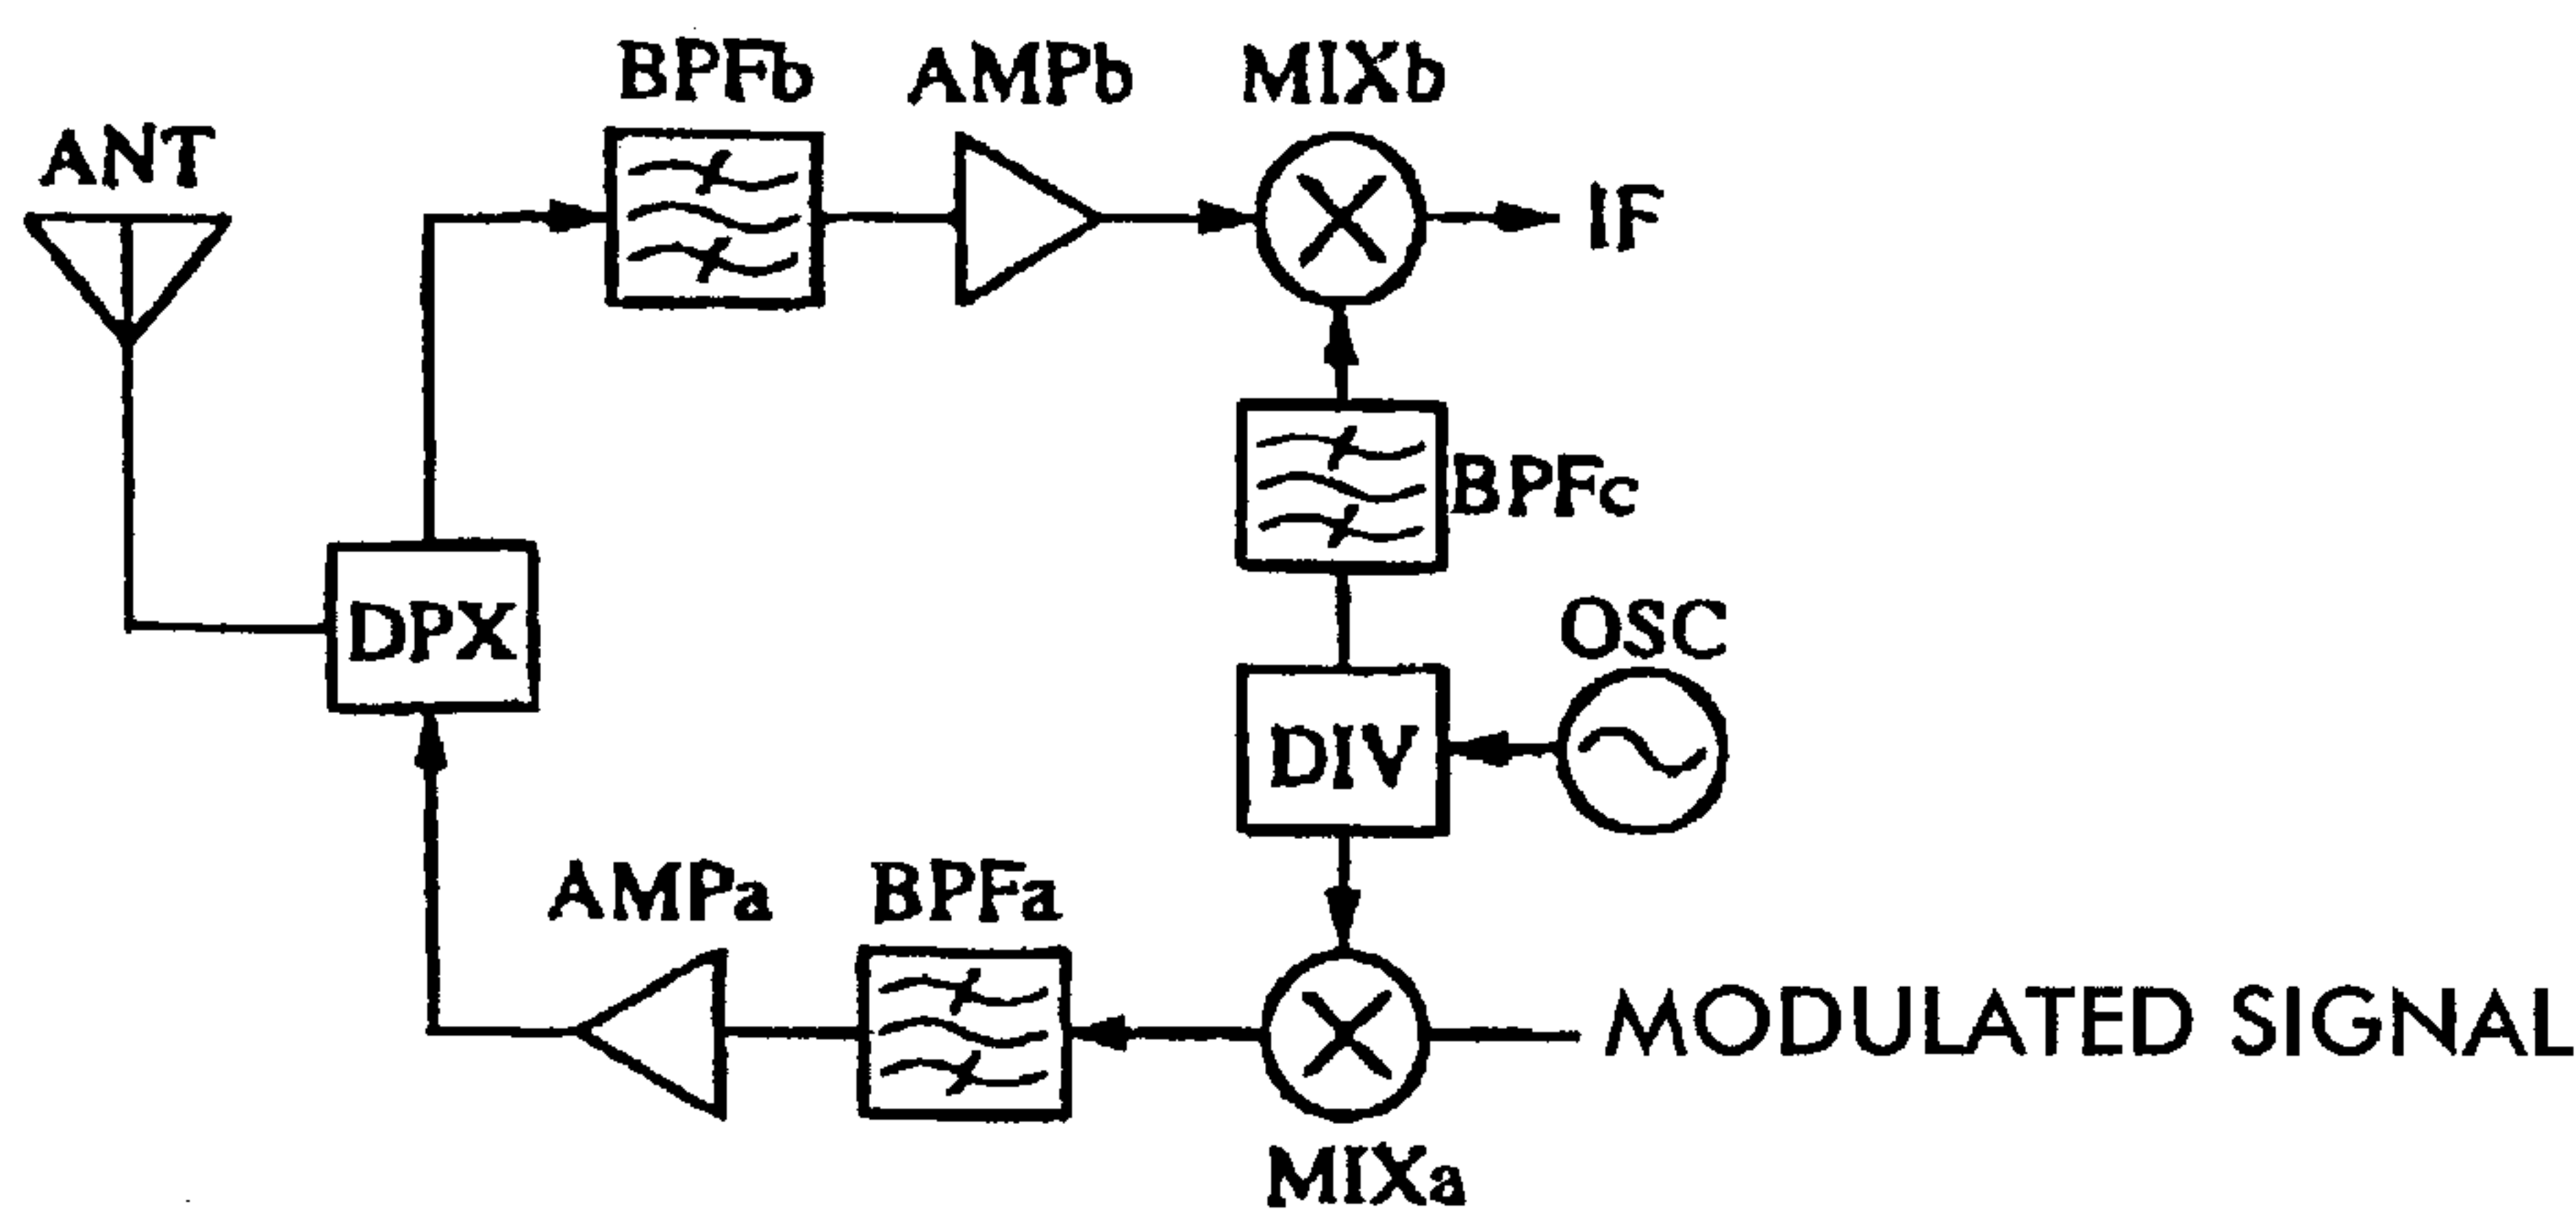 BPFb
AMPb
MIXb
ANT
IF
BPFc
DPX
OSC
DIV
AMPa
BPFa
MODULATED SIGNAL
MIXa